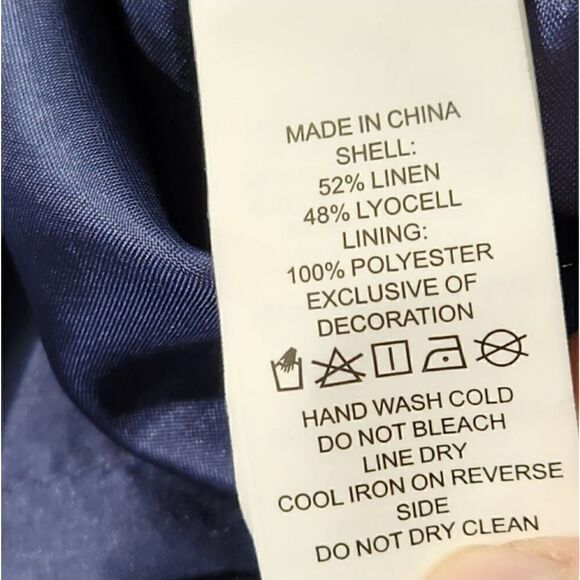 MADE IN CHINA
SHELL:
52% LINEN
48% LYOCELL
LINING:
100% POLYESTER
EXCLUSIVE OF
DECORATION
HAND WASH COLD
DO NOT BLEACH
LINE DRY
COOL IRON ON REVERSE
SIDE
DO NOT DRY CLEAN